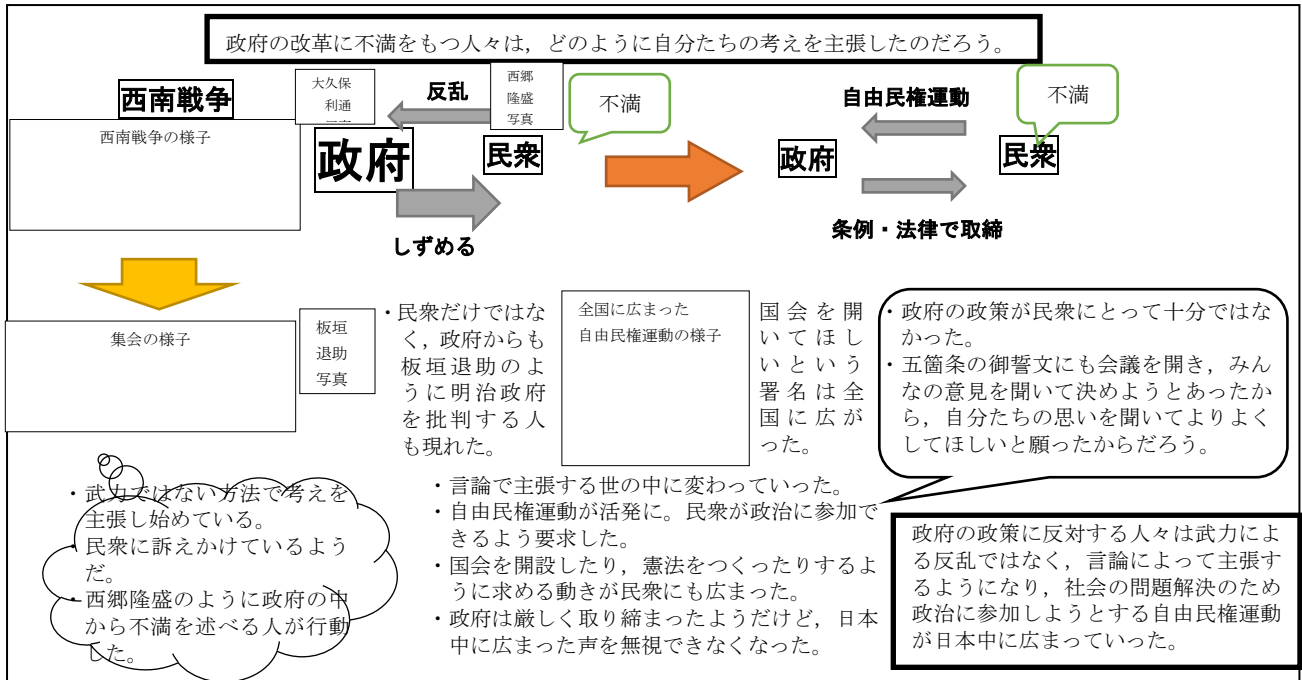 政府の改革に不満をもつ人々は，どのように自分たちの考えを主張したのだろう。
西南戦争
西南戦争の様子
大久保
利通
反乱
西郷
隆盛
写真
不満
政府
民衆
しずめる
自由民権運動
不満
政府
民衆
条例・法律で取締
集会の様子
板垣
退助
写真
・民衆だけではな
く，政府からも
板垣退助のよ
うに明治政府
を批判する人
も現れた。
全国に広まった
自由民権運動の様子
国会を開
いてほし
いという
署名は全
国に広が
った。
・政府の政策が民衆にとって十分ではな
かった。
・五箇条の御誓文にも会議を開き，みん
なの意見を聞いて決めようとあったか
ら，自分たちの思いを聞いてよりよく
してほしいと願ったからだろう。
・武力ではない方法で考えを
主張し始めている。
・民衆に訴えかけているよう
だ。
・西郷隆盛のように政府の中
から不満を述べる人が行動
した。
・言論で主張する世の中に変わっていった。
・自由民権運動が活発に。民衆が政治に参加で
きるよう要求した。
・国会を開設したり，憲法をつくったりするよ
うに求める動きが民衆にも広まった。
・政府は厳しく取り締まったようだけど，日本
中に広まった声を無視できなくなった。
政府の政策に反対する人々は武力によ
る反乱ではなく，言論によって主張す
るようになり，社会の問題解決のため
政治に参加しようとする自由民権運動
が日本中に広まっていった。